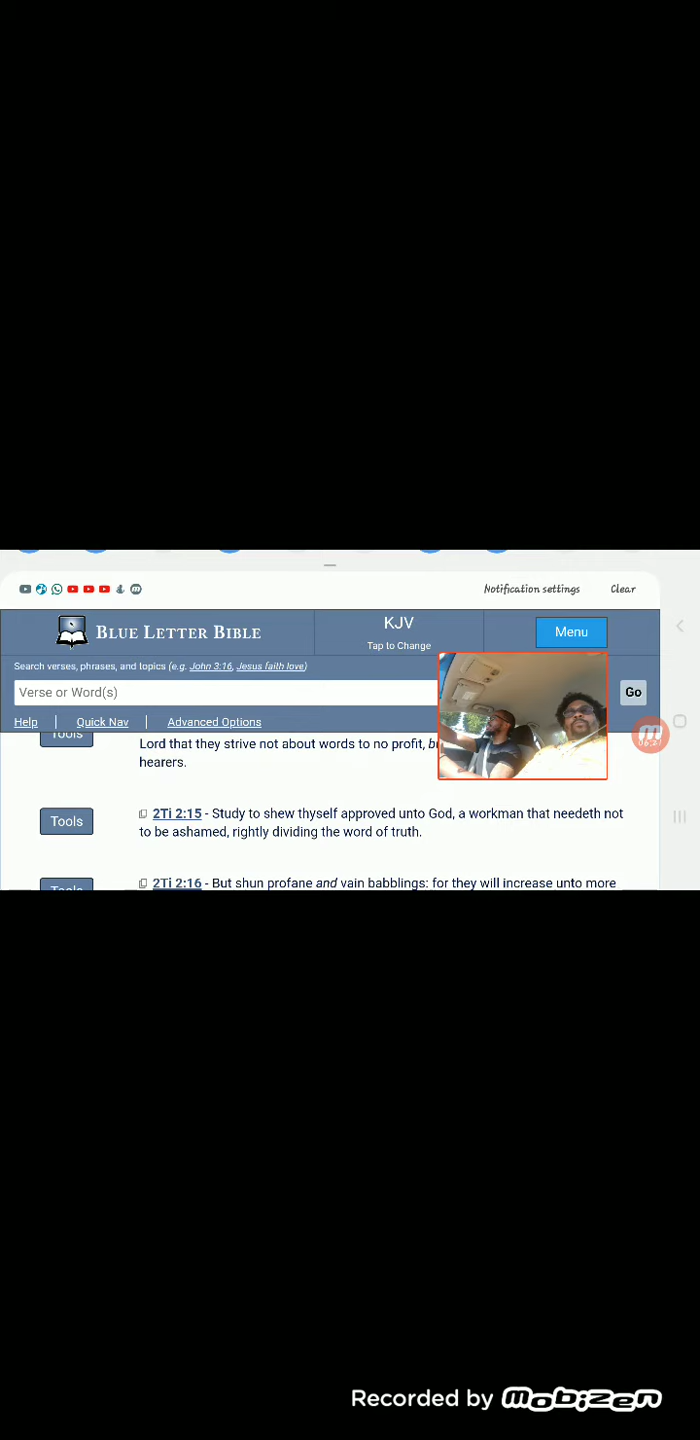 Notification settings Clear
BLUE LETTER BIBLE
KJV
Tap to Change
Menu
Search verses, phrases, and topics (e.g. John 3:16, Jesus faith love)
Verse or Word(s)
Go
Help | Quick Nav | Advanced Options
Tools
Lord that they strive not about words to no profit,
hearers.
Tools
2Ti 2:15 - Study to shew thyself approved unto God, a workman that needeth not
to be ashamed, rightly dividing the word of truth.
Tools
2Ti 2:16 - But shun profane and vain babblings: for they will increase unto more
Recorded by mobizen